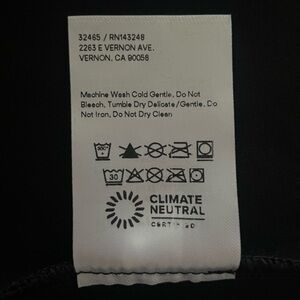 32465 / RN143248
2263 E VERNON AVE.
VERNON, CA 90058
Machine Wash Cold Gentle, Do Not
Bleach, Tumble Dry Delicate/Gentle, Do
Not Iron, Do Not Dry Clean
30
CLIMATE
NEUTRAL
CERTIFIED